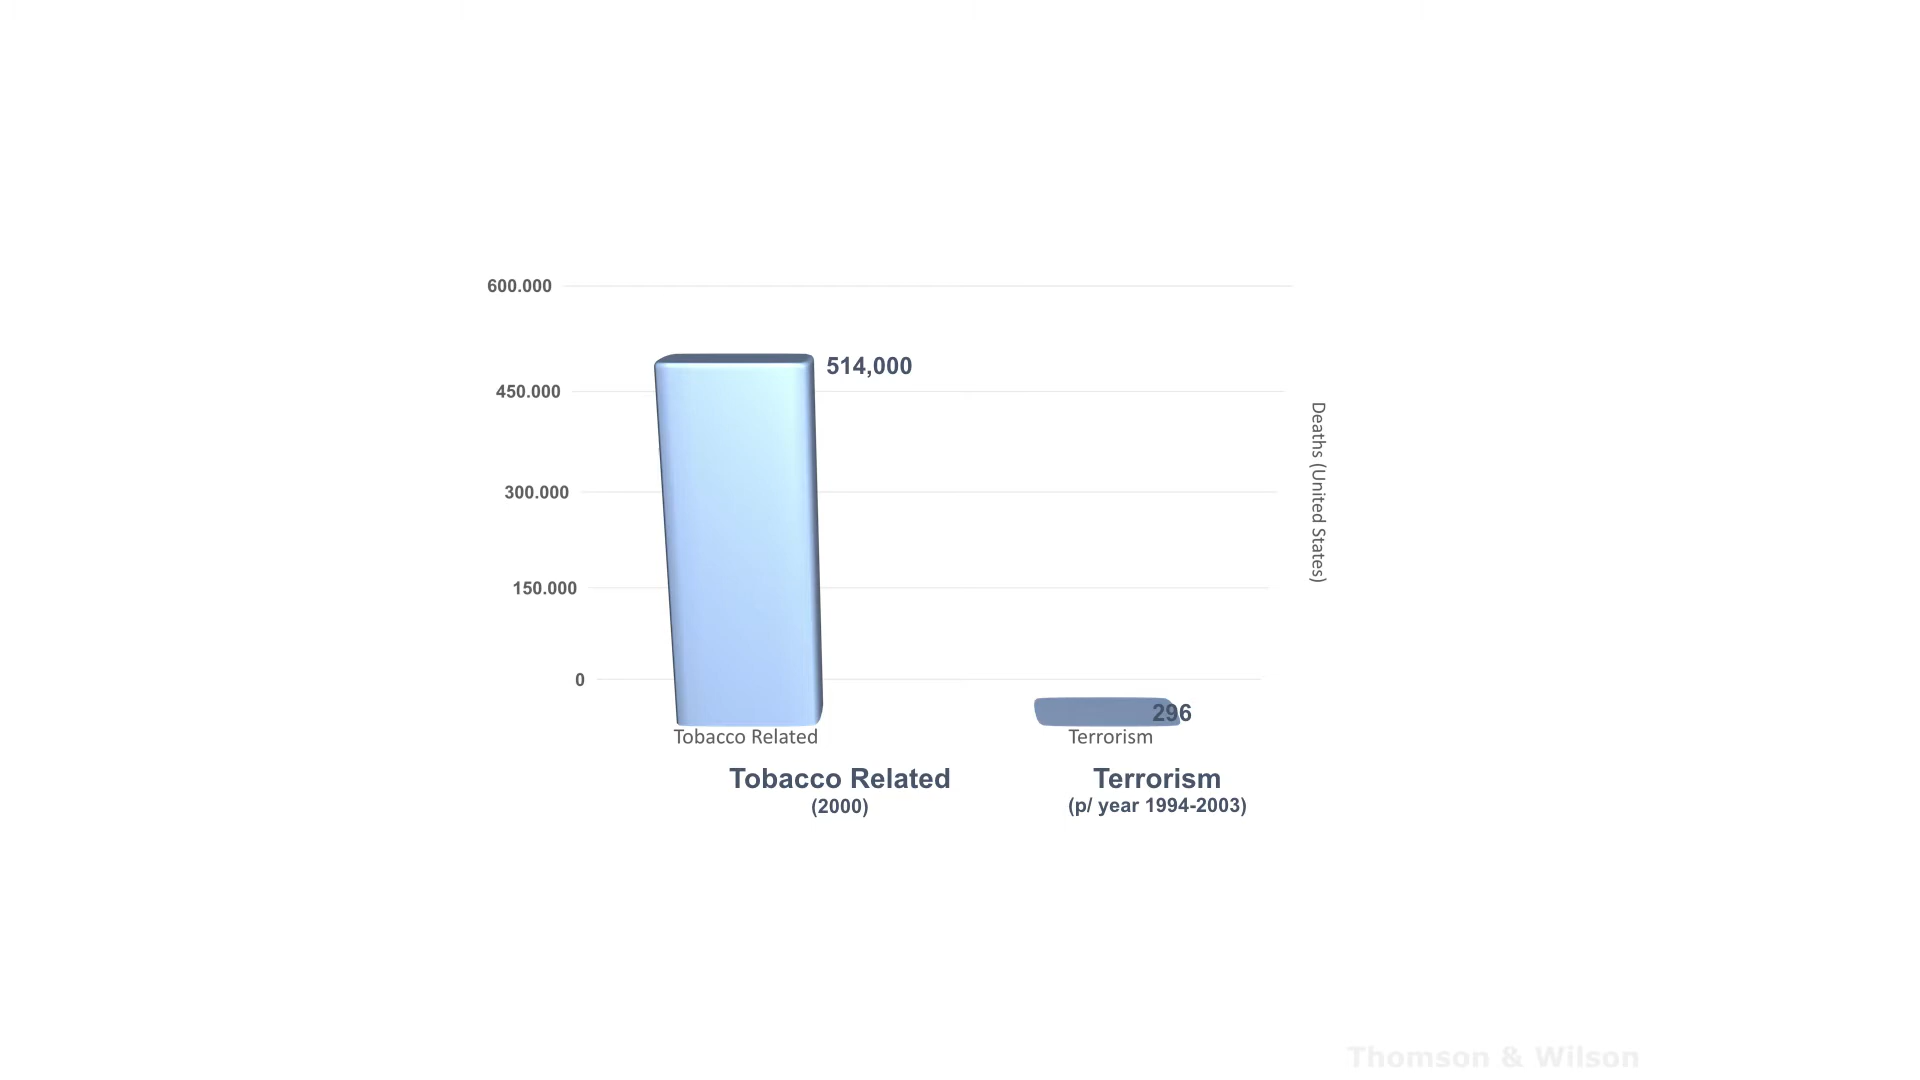 600.000
514,000
450.000
300.000
150.000
0
Deaths (United States)
296
Tobacco Related
Terrorism
Tobacco Related
(2000)
Terrorism
(p/ year 1994-2003)
Thomson & Wilson